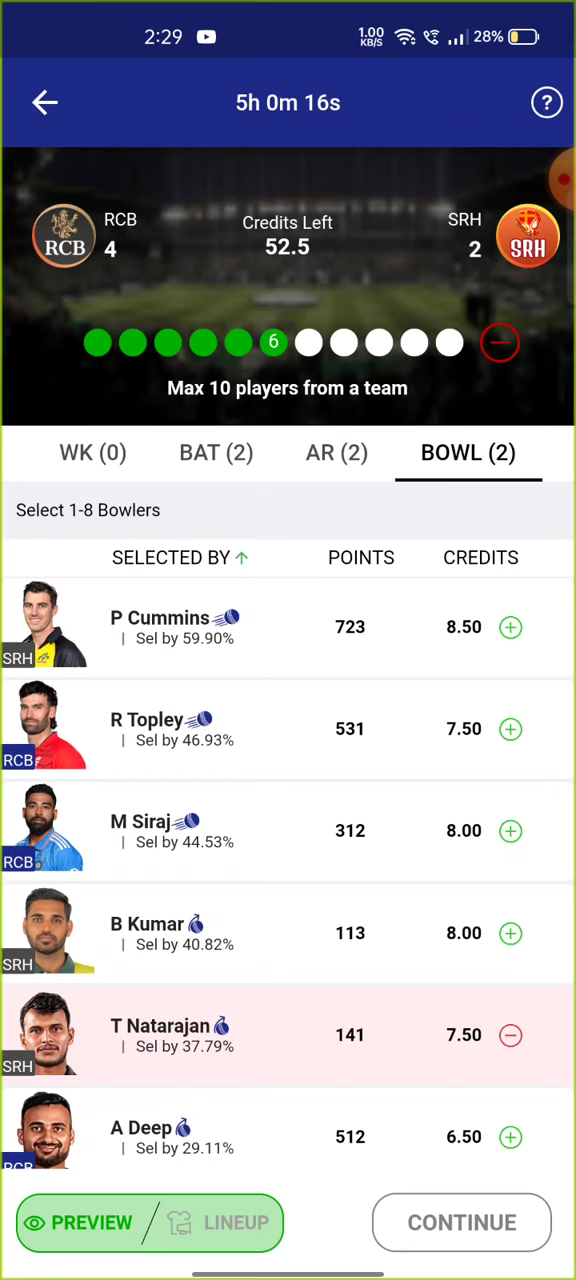 2:29
1.00 KB/S
28%
5h 0m 16s
?
RCB
RCB
4
Credits Left
52.5
SRH
2
SRH
6
Max 10 players from a team
WK (0)
BAT (2)
AR (2)
BOWL (2)
Select 1-8 Bowlers
SELECTED BY ↑
POINTS
CREDITS
P Cummins
| Sel by 59.90%
723
8.50
SRH
R Topley
| Sel by 46.93%
531
7.50
RCB
M Siraj
| Sel by 44.53%
312
8.00
RCB
B Kumar
| Sel by 40.82%
113
8.00
SRH
T Natarajan
| Sel by 37.79%
141
7.50
SRH
A Deep
| Sel by 29.11%
512
6.50
RCB
PREVIEW
LINEUP
CONTINUE